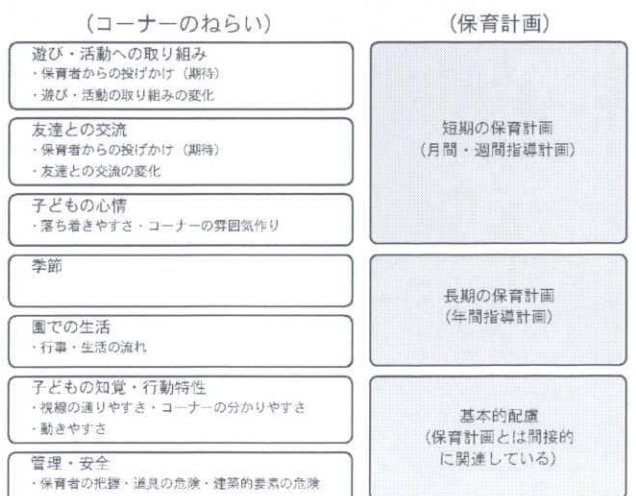 (コーナーのねらい)
(保育計画)
遊び・活動への取り組み
・保育者からの投げかけ（期待）
・遊び・活動の取り組みの変化
友達との交流
・保育者からの投げかけ（期待）
・友達との交流の変化
子どもの心情
・落ち着きやすさ・コーナーの雰囲気作り
短期の保育計画
(月間・週間指導計画)
季節
園での生活
・行事・生活の流れ
長期の保育計画
(年間指導計画)
子どもの知覚・行動特性
・視線の通りやすさ・コーナーの分かりやすさ
・動きやすさ
管理・安全
・保育者の把握・道具の危険・建築的要素の危険
基本的配慮
(保育計画とは間接的
に関連している)